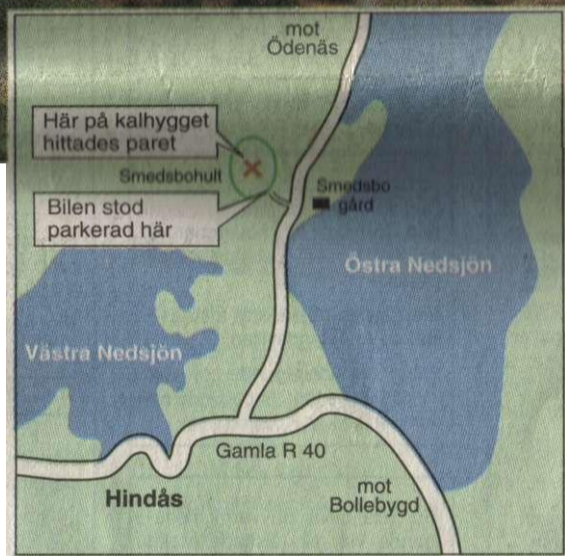 mot
Ödenäs
Här på kalhygget
hittades paret
Smedsbohult
Bilen stod
parkerad här
Smedsbo
gård
Östra Nedsjön
Västra Nedsjön
Gamla R 40
Hindås
mot
Bollebygd